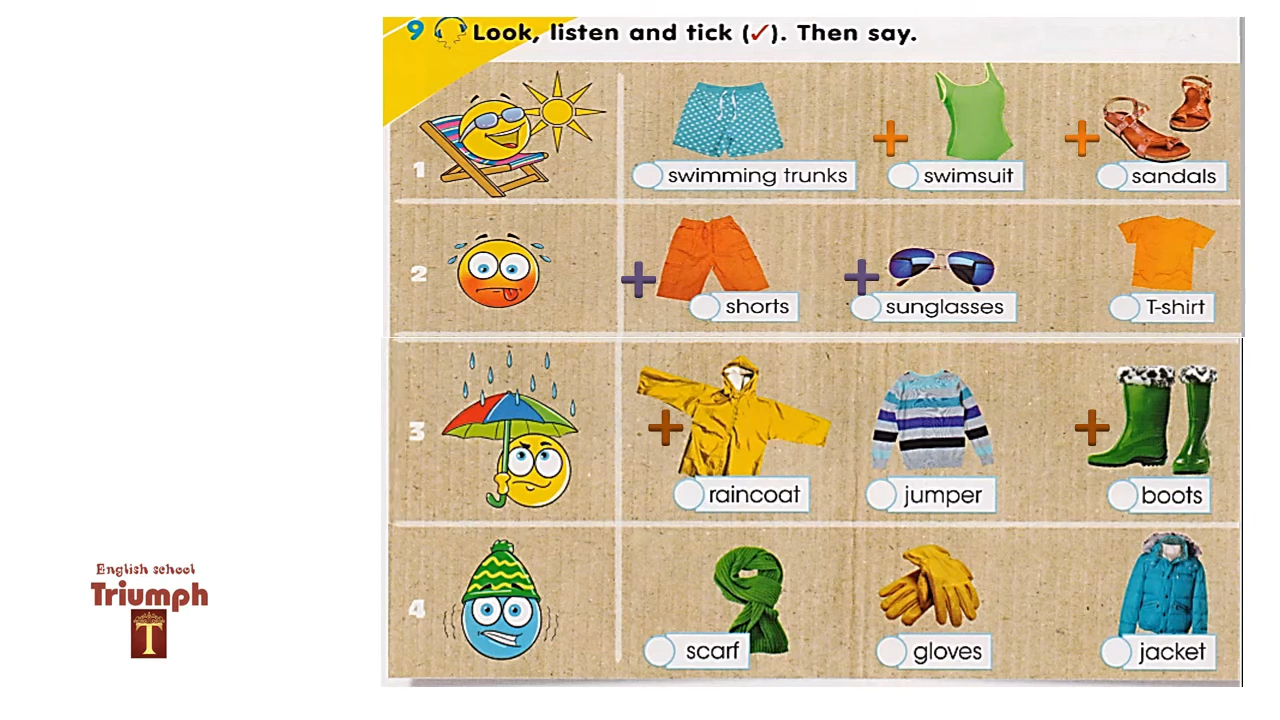 9 Look, listen and tick (✓). Then say.
1
swimming trunks
swimsuit
sandals
2
shorts
sunglasses
T-shirt
3
raincoat
jumper
boots
4
scarf
gloves
jacket
English school
Triumph
T